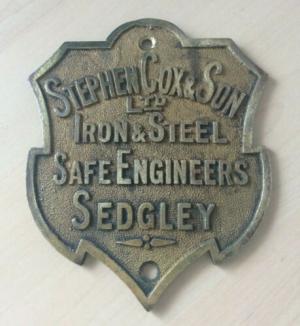 STEPHEN COX & SON
LTD
IRON & STEEL
SAFE ENGINEERS
SEDGLEY